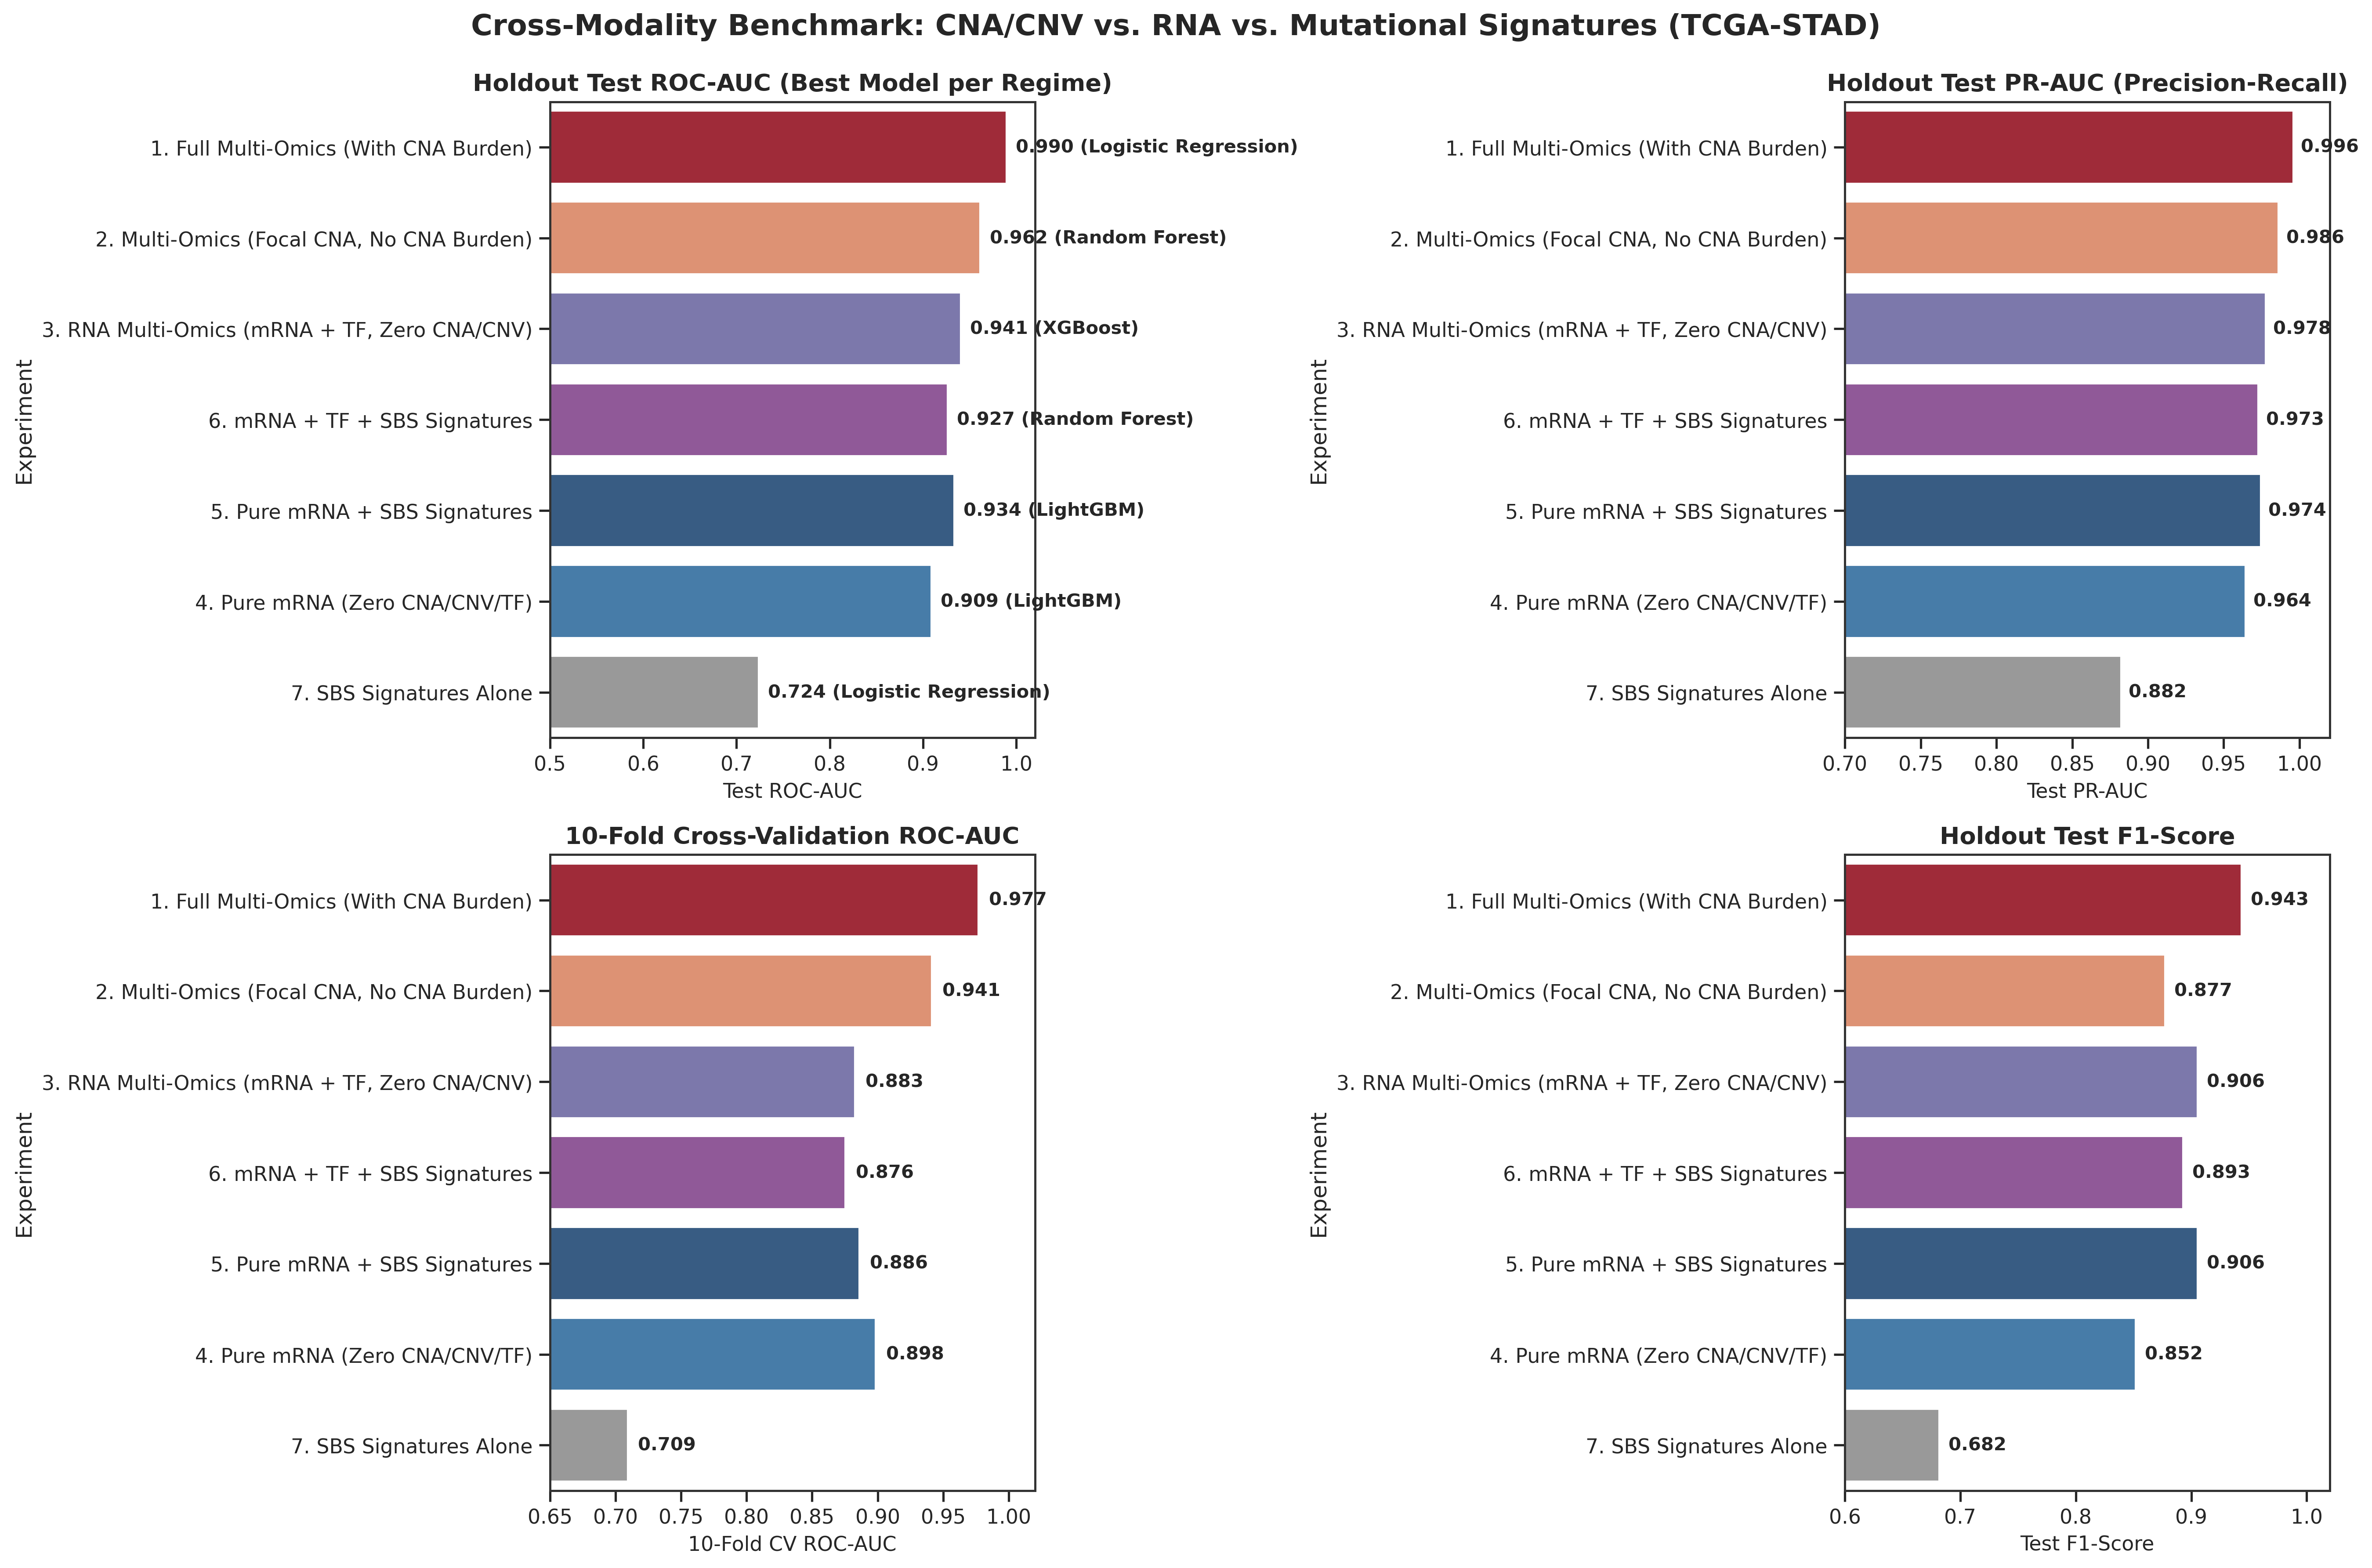 Cross-Modality Benchmark: CNA/CNV vs. RNA vs. Mutational Signatures (TCGA-STAD)
Holdout Test ROC-AUC (Best Model per Regime)
Experiment
1. Full Multi-Omics (With CNA Burden)
0.990 (Logistic Regression)
2. Multi-Omics (Focal CNA, No CNA Burden)
0.962 (Random Forest)
3. RNA Multi-Omics (mRNA + TF, Zero CNA/CNV)
0.941 (XGBoost)
6. mRNA + TF + SBS Signatures
0.927 (Random Forest)
5. Pure mRNA + SBS Signatures
0.934 (LightGBM)
4. Pure mRNA (Zero CNA/CNV/TF)
0.909 (LightGBM)
7. SBS Signatures Alone
0.724 (Logistic Regression)
0.5 0.6 0.7 0.8 0.9 1.0
Test ROC-AUC
Holdout Test PR-AUC (Precision-Recall)
Experiment
1. Full Multi-Omics (With CNA Burden)
0.996
2. Multi-Omics (Focal CNA, No CNA Burden)
0.986
3. RNA Multi-Omics (mRNA + TF, Zero CNA/CNV)
0.978
6. mRNA + TF + SBS Signatures
0.973
5. Pure mRNA + SBS Signatures
0.974
4. Pure mRNA (Zero CNA/CNV/TF)
0.964
7. SBS Signatures Alone
0.882
0.70 0.75 0.80 0.85 0.90 0.95 1.00
Test PR-AUC
10-Fold Cross-Validation ROC-AUC
Experiment
1. Full Multi-Omics (With CNA Burden)
0.977
2. Multi-Omics (Focal CNA, No CNA Burden)
0.941
3. RNA Multi-Omics (mRNA + TF, Zero CNA/CNV)
0.883
6. mRNA + TF + SBS Signatures
0.876
5. Pure mRNA + SBS Signatures
0.886
4. Pure mRNA (Zero CNA/CNV/TF)
0.898
7. SBS Signatures Alone
0.709
0.65 0.70 0.75 0.80 0.85 0.90 0.95 1.00
10-Fold CV ROC-AUC
Holdout Test F1-Score
Experiment
1. Full Multi-Omics (With CNA Burden)
0.943
2. Multi-Omics (Focal CNA, No CNA Burden)
0.877
3. RNA Multi-Omics (mRNA + TF, Zero CNA/CNV)
0.906
6. mRNA + TF + SBS Signatures
0.893
5. Pure mRNA + SBS Signatures
0.906
4. Pure mRNA (Zero CNA/CNV/TF)
0.852
7. SBS Signatures Alone
0.682
0.6 0.7 0.8 0.9 1.0
Test F1-Score